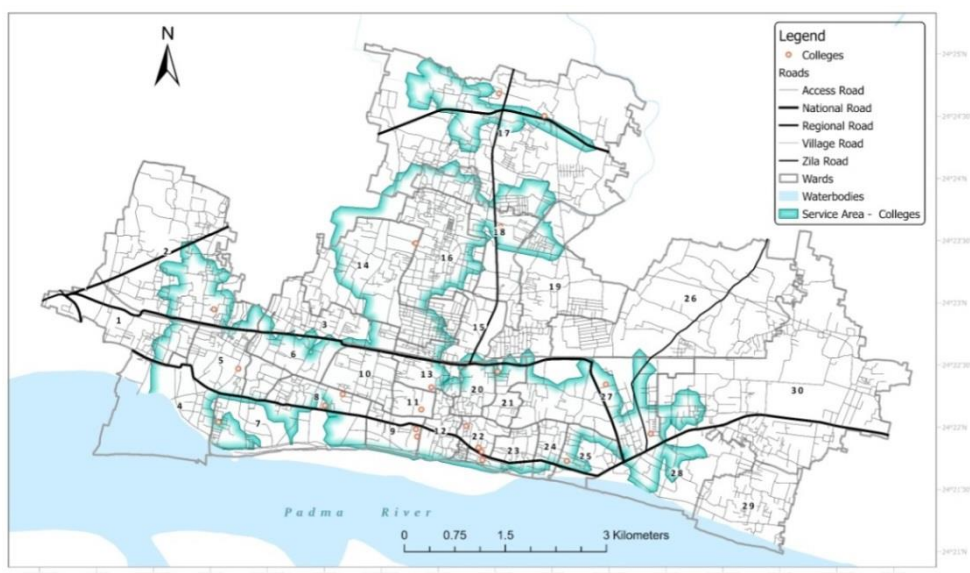 N
Legend
Colleges
Roads
Access Road
National Road
Regional Road
Village Road
Zila Road
Wards
Waterbodies
Service Area - Colleges
24°25'N
24°24'30"
24°24'N
24°23'30"
24°23'N
24°22'30"
24°22'N
24°21'30"
24°21'N
17
18
2
14
16
19
26
1
3
15
5
6
10
13
20
21
27
30
4
7
8
11
9
12
22
23
24
25
28
29
Padma River
0 0.75 1.5 3 Kilometers